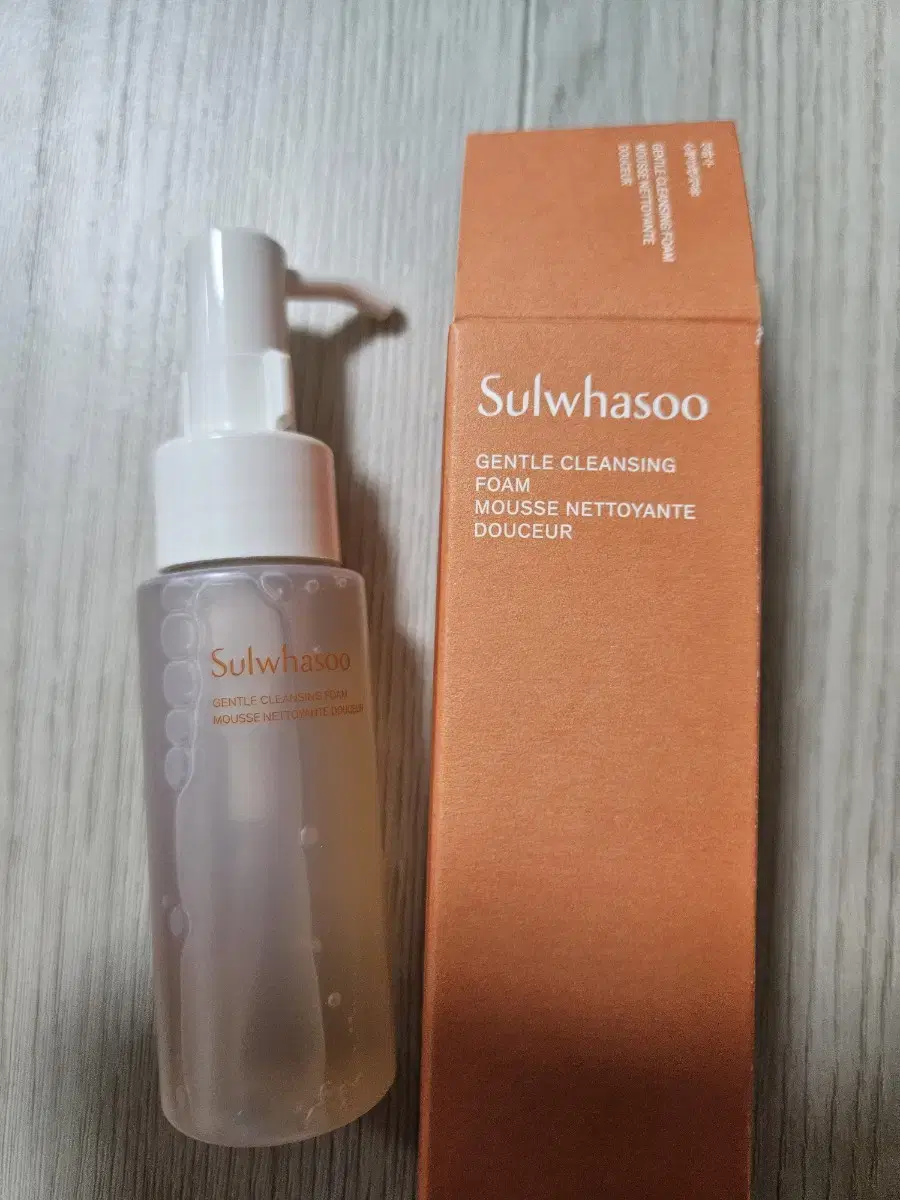 GENTLE CLEANSING FOAM
MOUSSE NETTOYANTE
DOUCEUR
Sulwhasoo
GENTLE CLEANSING
FOAM
MOUSSE NETTOYANTE
DOUCEUR
Sulwhasoo
GENTLE CLEANSING FOAM
MOUSSE NETTOYANTE DOUCEUR